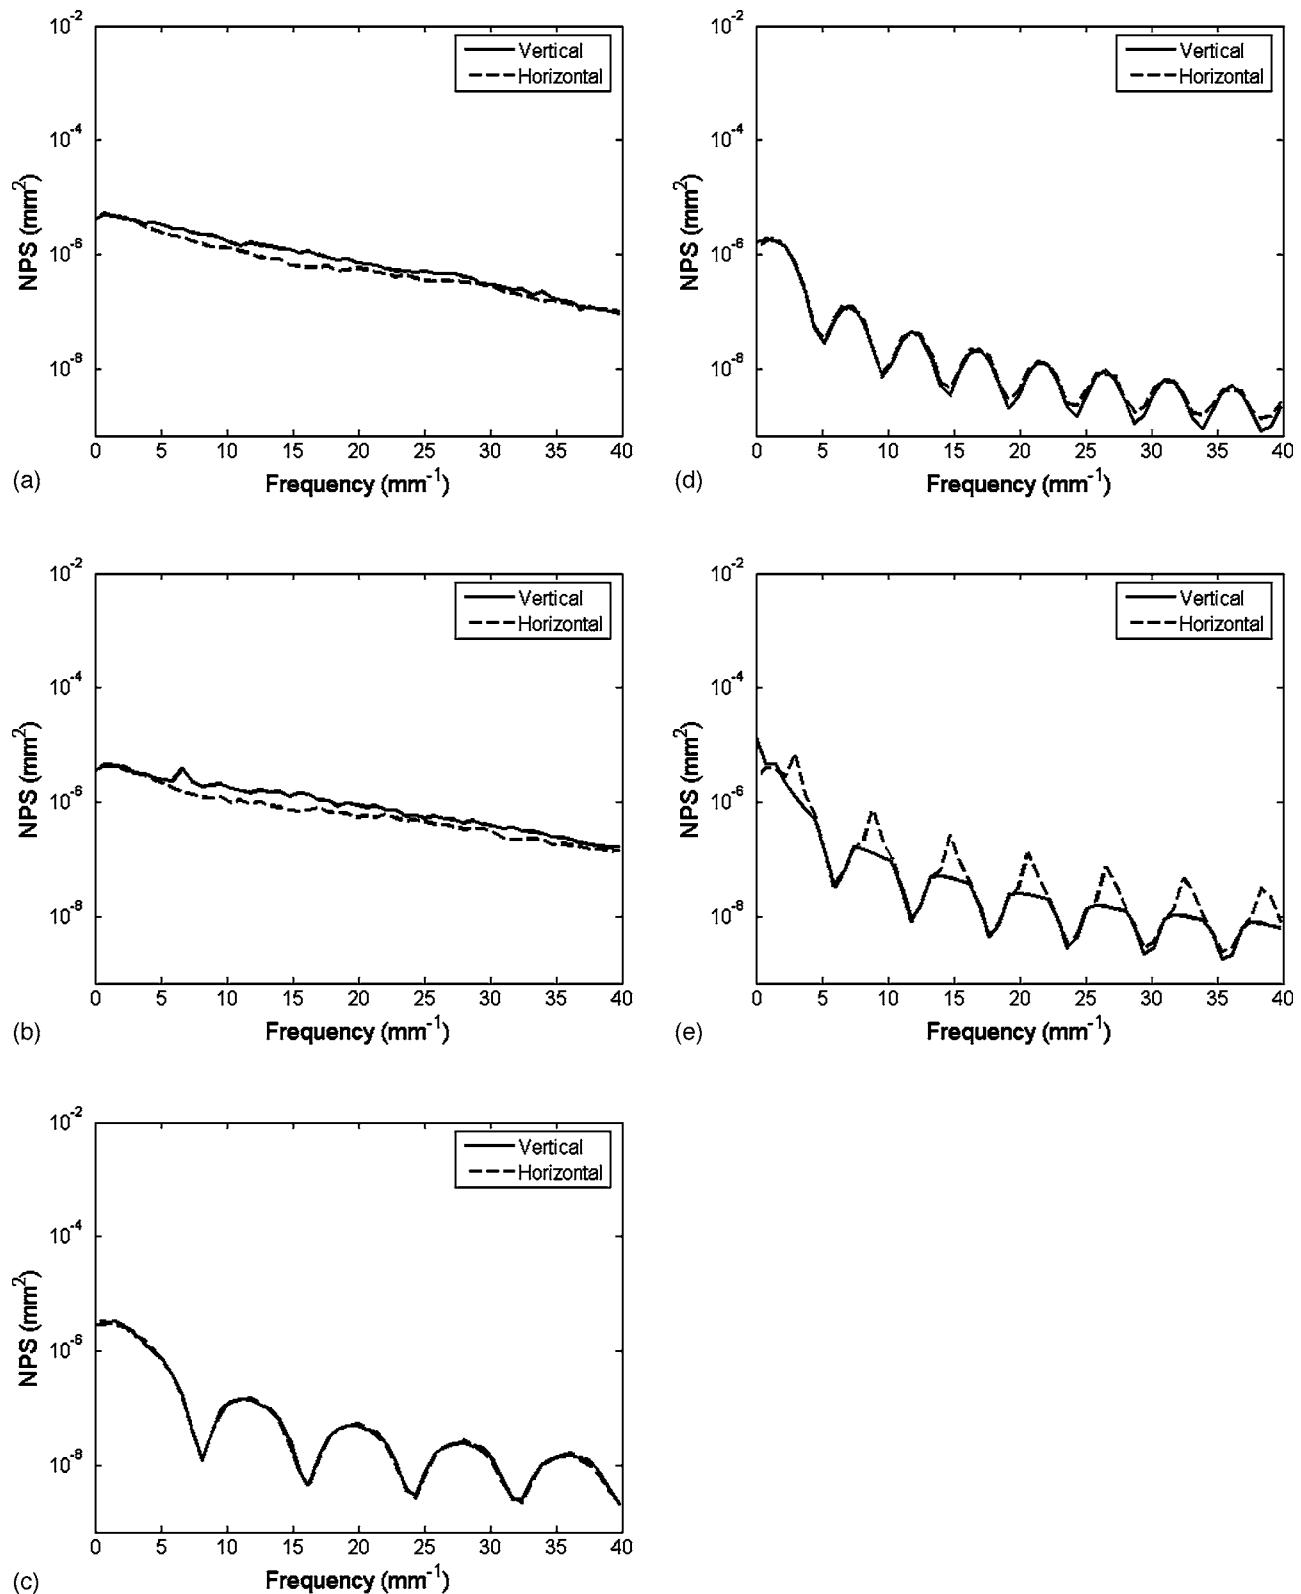 10^-2
Vertical
Horizontal
10^-4
10^-6
10^-8
NPS (mm^2)
0 5 10 15 20 25 30 35 40
Frequency (mm^-1)
(a)
10^-2
Vertical
Horizontal
10^-4
10^-6
10^-8
NPS (mm^2)
0 5 10 15 20 25 30 35 40
Frequency (mm^-1)
(d)
10^-2
Vertical
Horizontal
10^-4
10^-6
10^-8
NPS (mm^2)
0 5 10 15 20 25 30 35 40
Frequency (mm^-1)
(b)
10^-2
Vertical
Horizontal
10^-4
10^-6
10^-8
NPS (mm^2)
0 5 10 15 20 25 30 35 40
Frequency (mm^-1)
(e)
10^-2
Vertical
Horizontal
10^-4
10^-6
10^-8
NPS (mm^2)
0 5 10 15 20 25 30 35 40
Frequency (mm^-1)
(c)